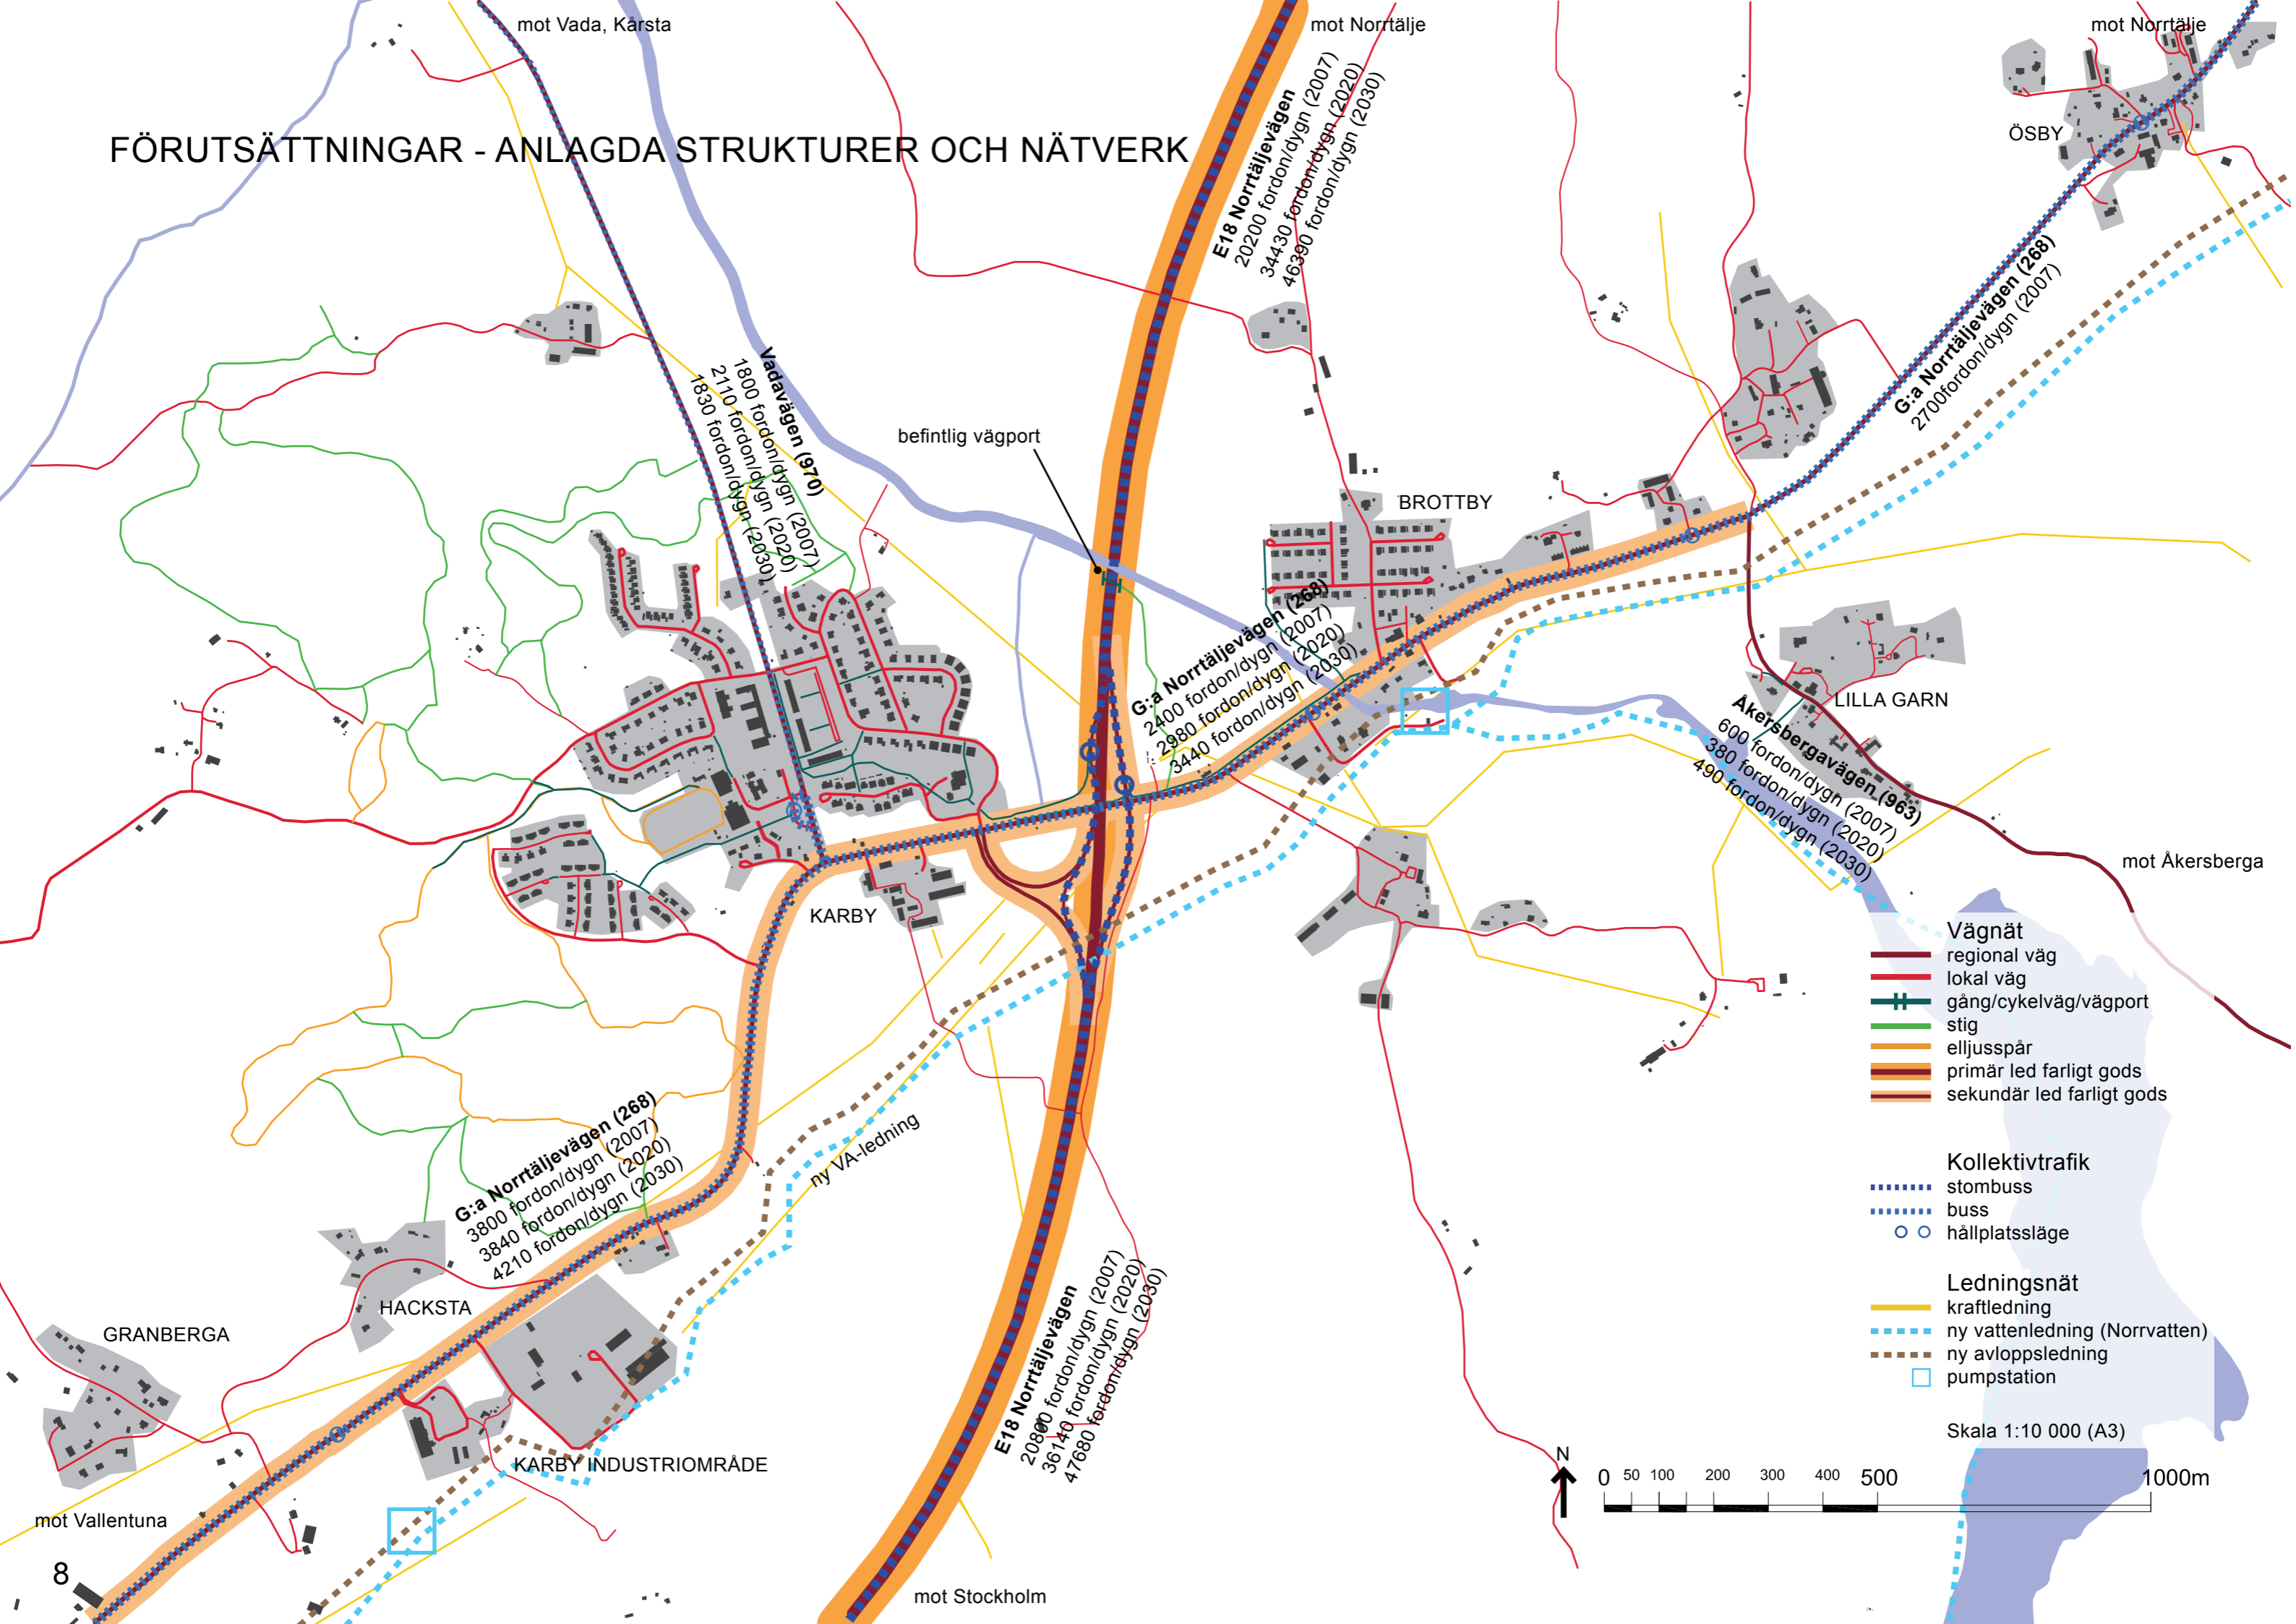 mot Vada, Kårsta
mot Norrtälje
mot Norrtälje
FÖRUTSÄTTNINGAR - ANLAGDA STRUKTURER OCH NÄTVERK
E18 Norrtäljevägen
20200 fordon/dygn (2007)
34430 fordon/dygn (2020)
46390 fordon/dygn (2030)
ÖSBY
G:a Norrtäljevägen (268)
2700fordon/dygn (2007)
Vadavägen (970)
1800 fordon/dygn (2007)
2110 fordon/dygn (2020)
1830 fordon/dygn (2030)
befintlig vägport
BROTTBY
G:a Norrtäljevägen (268)
2400 fordon/dygn (2007)
2980 fordon/dygn (2020)
3440 fordon/dygn (2030)
LILLA GARN
Åkersbergavägen (963)
600 fordon/dygn (2007)
380 fordon/dygn (2020)
490 fordon/dygn (2030)
mot Åkersberga
KARBY
Vägnät
regional väg
lokal väg
gång/cykelväg/vägport
stig
elljusspår
primär led farligt gods
sekundär led farligt gods
Kollektivtrafik
stombuss
buss
hållplatssläge
Ledningsnät
kraftledning
ny vattenledning (Norrvatten)
ny avloppsledning
pumpstation
Skala 1:10 000 (A3)
ny VA-ledning
G:a Norrtäljevägen (268)
3800 fordon/dygn (2007)
3840 fordon/dygn (2020)
4210 fordon/dygn (2030)
HACKSTA
GRANBERGA
E18 Norrtäljevägen
20800 fordon/dygn (2007)
36140 fordon/dygn (2020)
47680 fordon/dygn (2030)
KARBY INDUSTRIOMRÅDE
N
0 50 100 200 300 400 500 1000m
mot Vallentuna
8
mot Stockholm